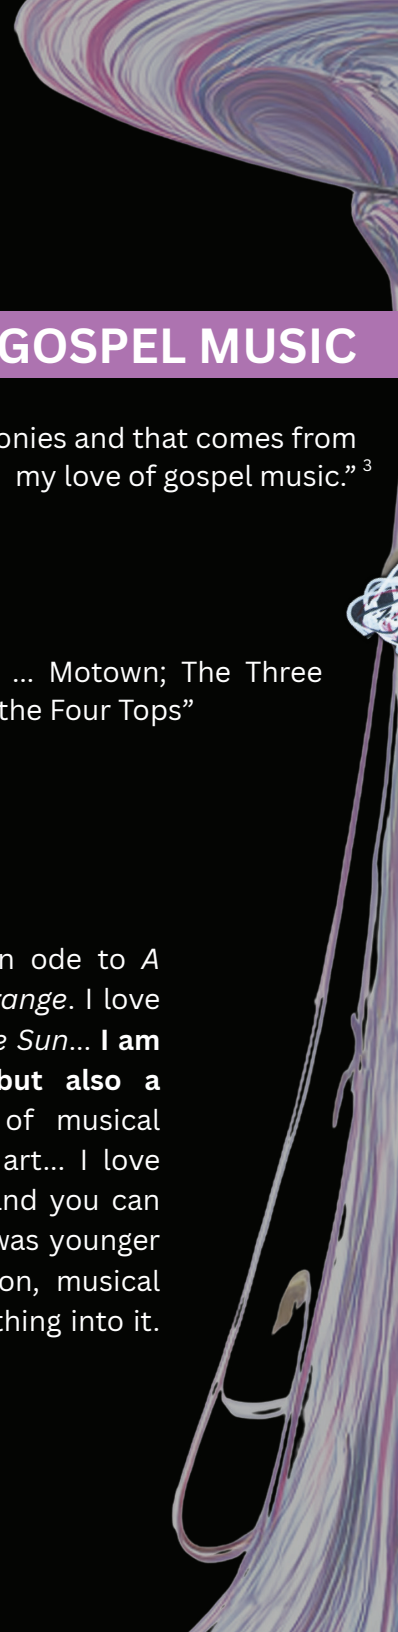 GOSPEL MUSIC
onies and that comes from
my love of gospel music.” 3
... Motown; The Three
the Four Tops”
n ode to A
range. I love
e Sun... I am
but also a
of musical
art... I love
and you can
was younger
on, musical
thing into it.